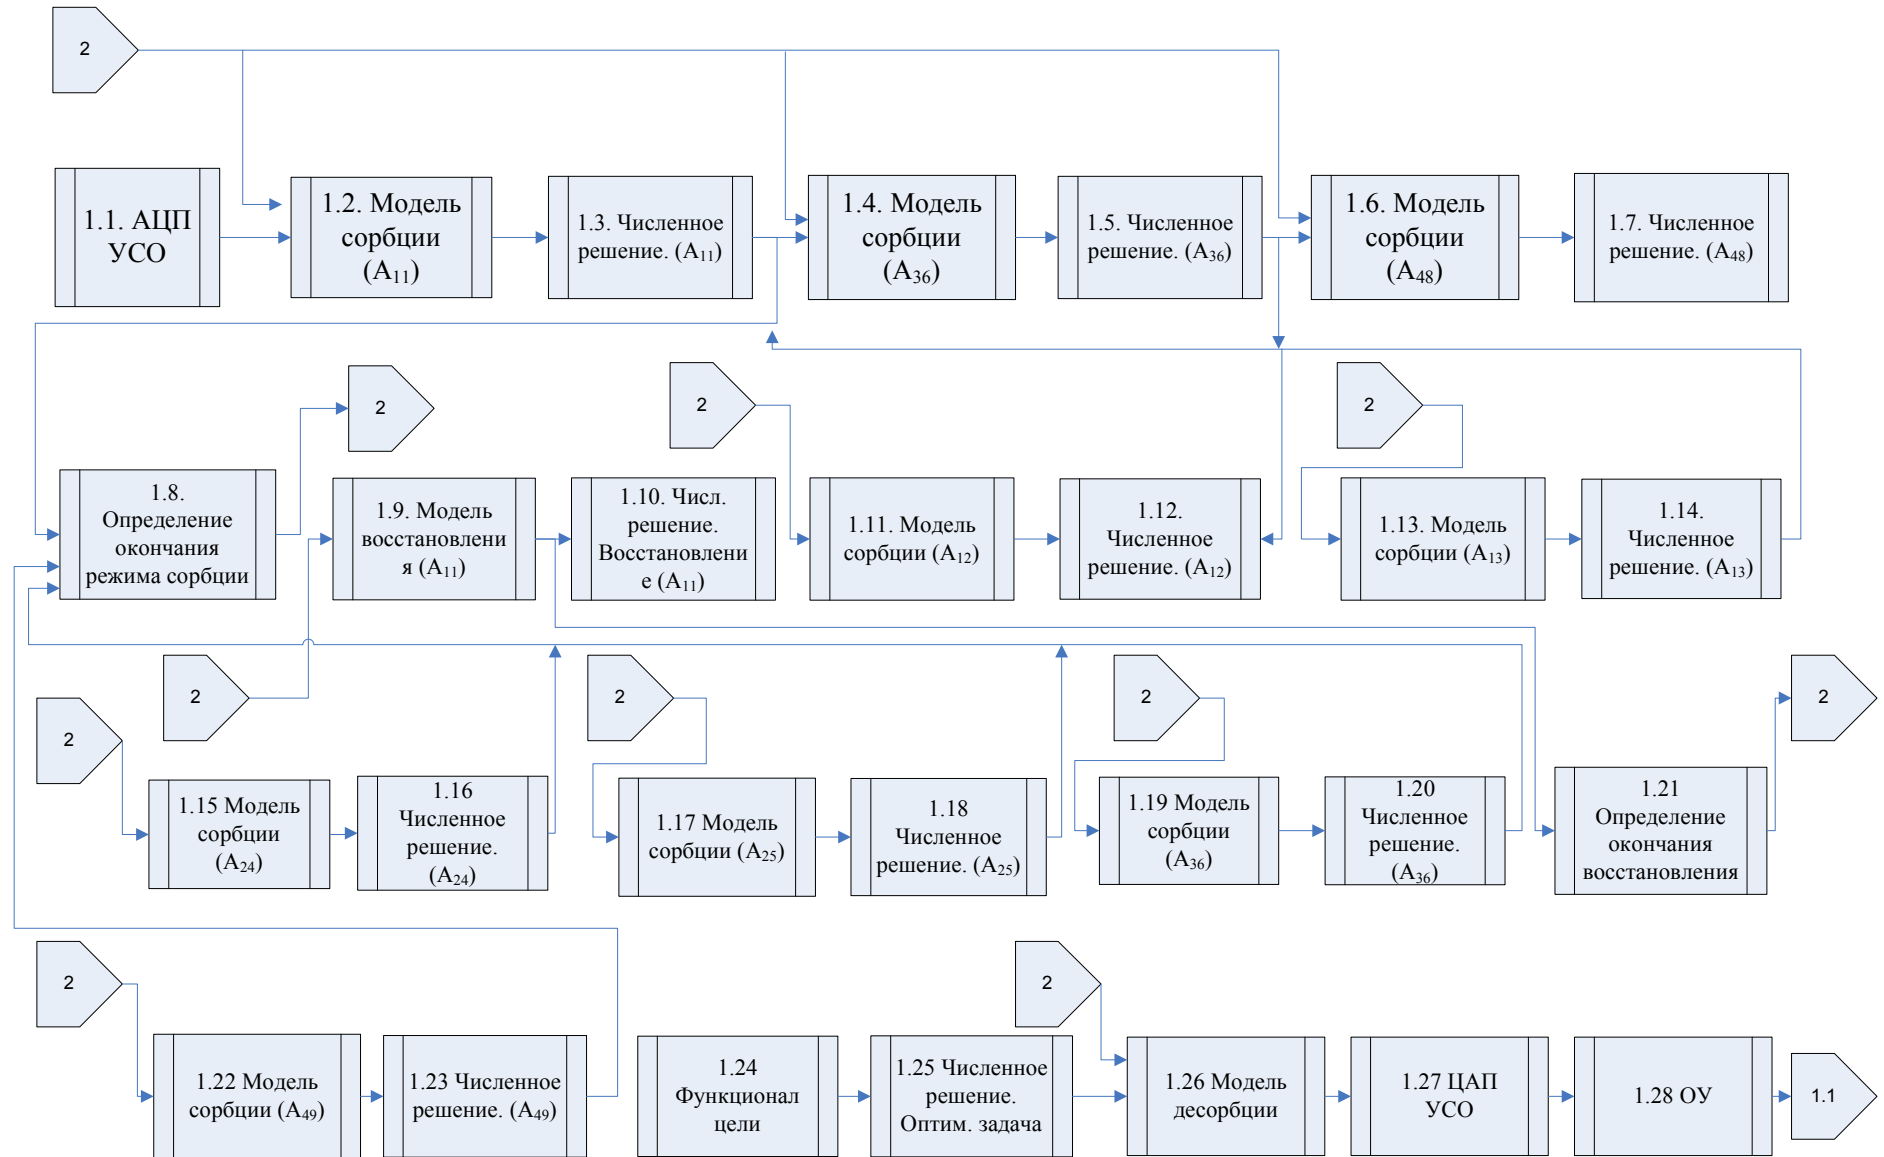 2
1.1. АЦП
УСО
1.2. Модель
сорбции
(A₁₁)
1.3. Численное
решение. (A₁₁)
1.4. Модель
сорбции
(A₃₆)
1.5. Численное
решение. (A₃₆)
1.6. Модель
сорбции
(A₄₈)
1.7. Численное
решение. (A₄₈)
2
2
2
1.8.
Определение
окончания
режима сорбции
1.9. Модель
восстановлени
я (A₁₁)
1.10. Числ.
решение.
Восстановлени
е (A₁₁)
1.11. Модель
сорбции (A₁₂)
1.12.
Численное
решение. (A₁₂)
1.13. Модель
сорбции (A₁₃)
1.14.
Численное
решение. (A₁₃)
2
2
2
2
2
1.15 Модель
сорбции
(A₂₄)
1.16
Численное
решение.
(A₂₄)
1.17 Модель
сорбции (A₂₅)
1.18
Численное
решение. (A₂₅)
1.19 Модель
сорбции
(A₃₆)
1.20
Численное
решение.
(A₃₆)
1.21
Определение
окончания
восстановления
2
2
1.22 Модель
сорбции (A₄₉)
1.23 Численное
решение. (A₄₉)
1.24
Функционал
цели
1.25 Численное
решение.
Оптим. задача
1.26 Модель
десорбции
1.27 ЦАП
УСО
1.28 ОУ
1.1